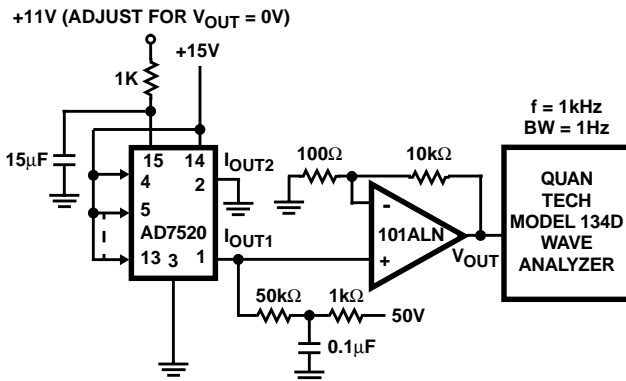 +11V (ADJUST FOR VOUT = 0V)
+15V
1K
15μF
15
14
4
5
13
3
2
1
AD7520
IOUT2
IOUT1
50kΩ
1kΩ
50V
0.1μF
100Ω
10kΩ
-
101ALN
+
VOUT
f = 1kHz
BW = 1Hz
QUAN
TECH
MODEL 134D
WAVE
ANALYZER